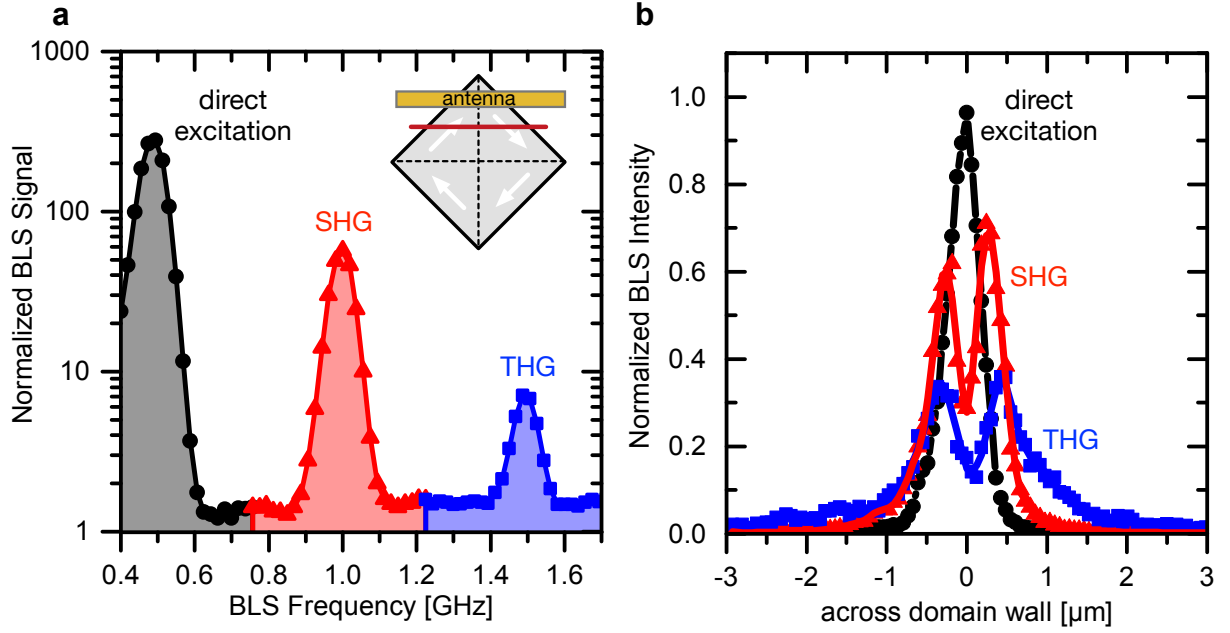 a
Normalized BLS Signal
1000
100
10
1
direct
excitation
antenna
SHG
THG
0.4 0.6 0.8 1.0 1.2 1.4 1.6
BLS Frequency [GHz]
b
Normalized BLS Intensity
1.0
0.8
0.6
0.4
0.2
0.0
direct
excitation
SHG
THG
-3 -2 -1 0 1 2 3
across domain wall [µm]